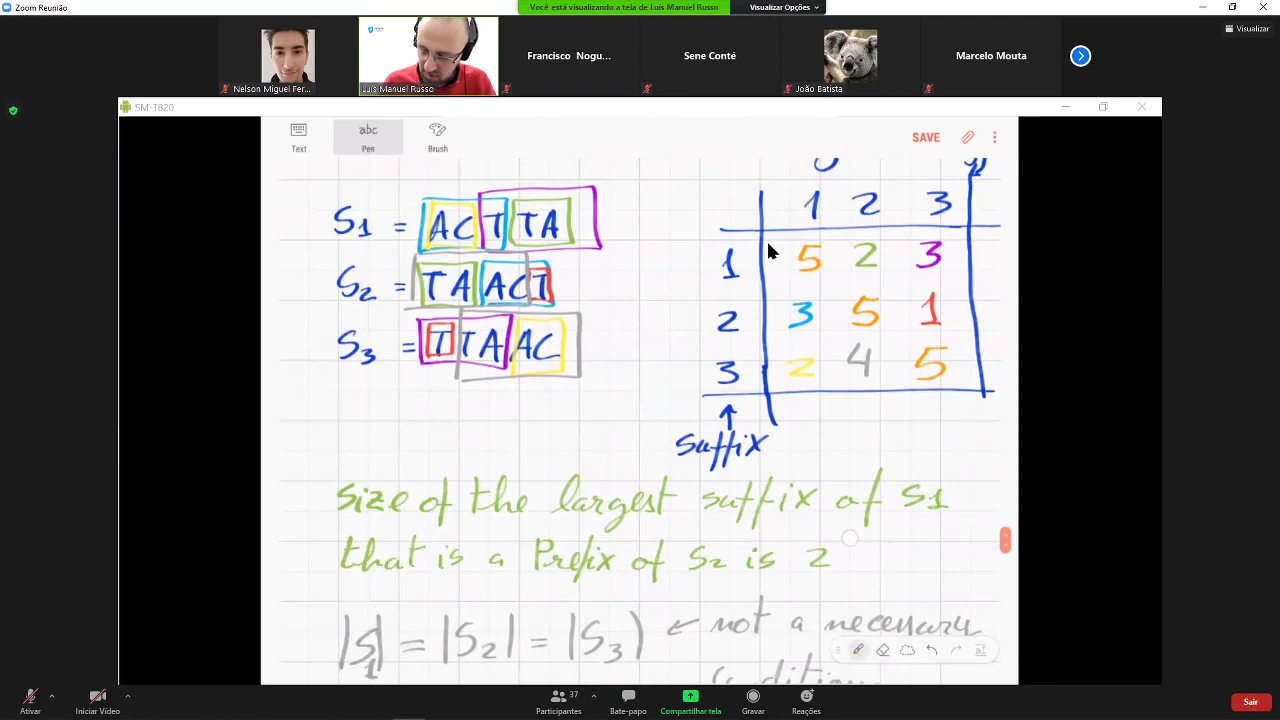 Zoom Reunião
Você está visualizando a tela de Luís Manuel Russo
Visualizar Opções
Visualizar
Nelson Miguel Fer...
Luís Manuel Russo
Francisco Nogu...
Sene Conté
João Batista
Marcelo Mouta
SM-T820
Text
abc
Pen
Brush
SAVE
S1 = ACTTA
S2 = TAACT
S3 = TTAAC
1 2 3
1 5 2 3
2 3 5 1
3 2 4 5
↑
suffix
size of the largest suffix of S1
that is a Prefix of S2 is 2
|S1| = |S2| = |S3| ← not a necessary
condition
Ativar
Iniciar Vídeo
37
Participantes
Bate-papo
Compartilhar tela
Gravar
Reações
Sair